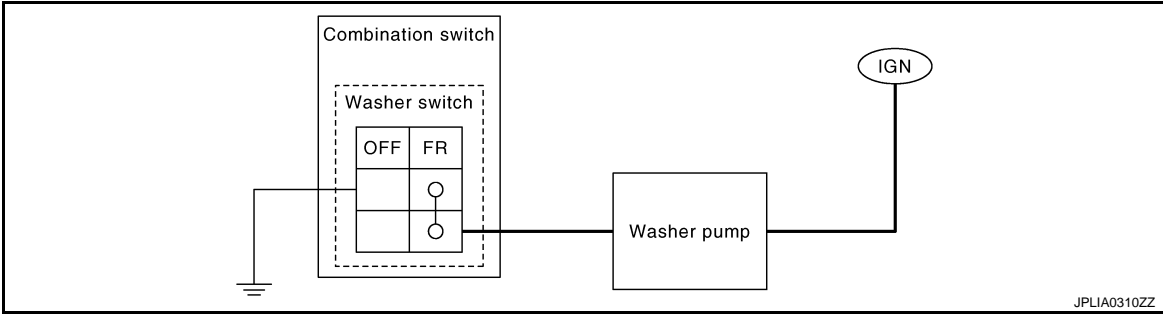 Combination switch
IGN
Washer switch
OFF FR
Washer pump
JPLIA0310ZZ